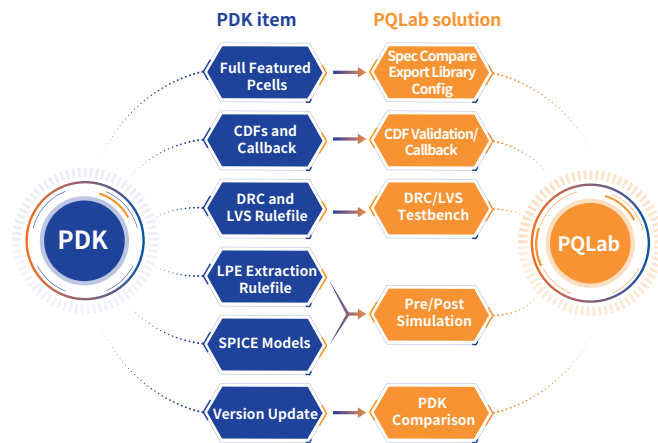 PDK item
PQLab solution
Full Featured
Pcells
Spec Compare
Export Library
Config
CDFs and
Callback
CDF Validation/
Callback
DRC and
LVS Rulefile
DRC/LVS
Testbench
PDK
PQLab
LPE Extraction
Rulefile
Pre/Post
Simulation
SPICE Models
Version Update
PDK
Comparison